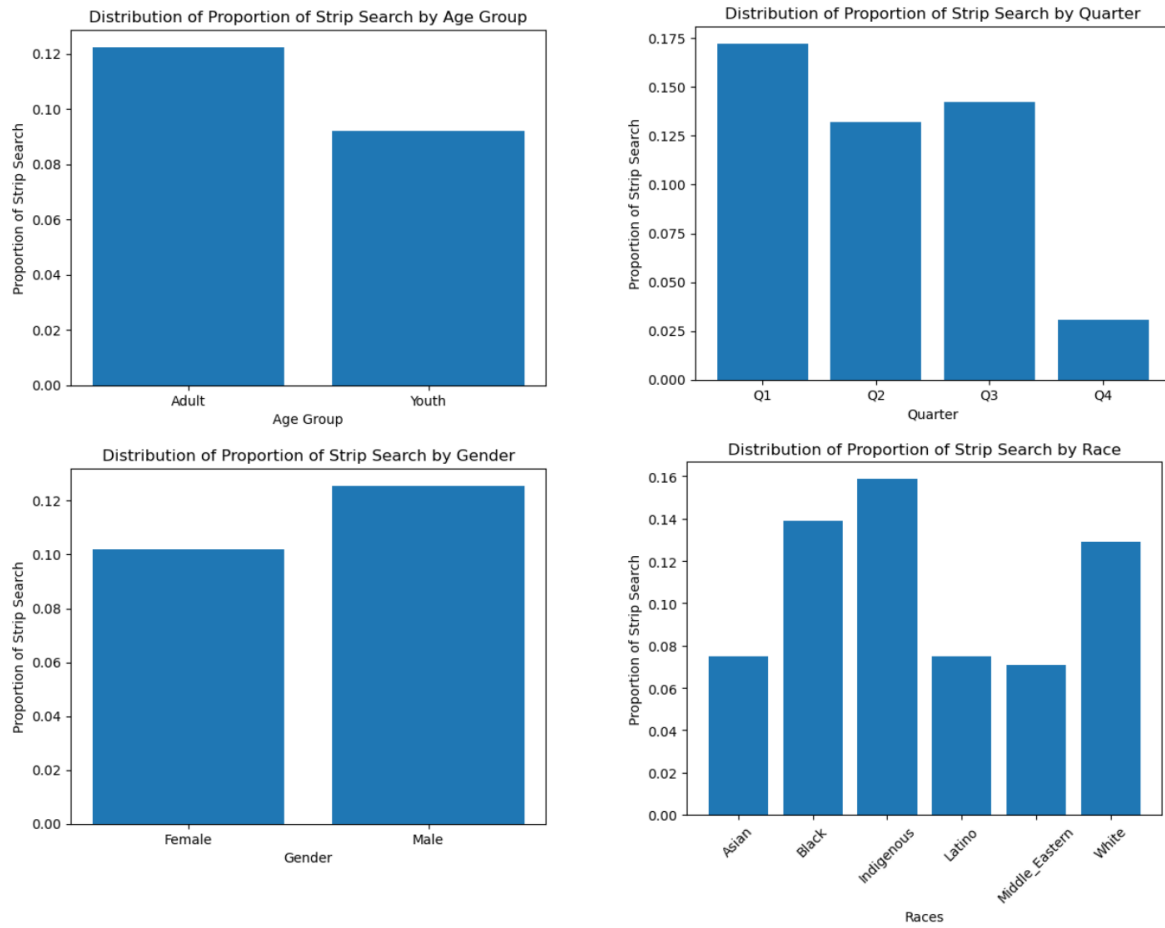 Distribution of Proportion of Strip Search by Age Group
0.12
0.10
0.08
0.06
0.04
0.02
0.00
Proportion of Strip Search
Adult
Youth
Age Group
Distribution of Proportion of Strip Search by Quarter
0.175
0.150
0.125
0.100
0.075
0.050
0.025
0.000
Proportion of Strip Search
Q1
Q2
Q3
Q4
Quarter
Distribution of Proportion of Strip Search by Gender
0.12
0.10
0.08
0.06
0.04
0.02
0.00
Proportion of Strip Search
Female
Male
Gender
Distribution of Proportion of Strip Search by Race
0.16
0.14
0.12
0.10
0.08
0.06
0.04
0.02
0.00
Proportion of Strip Search
Asian
Black
Indigenous
Latino
Middle_Eastern
White
Races